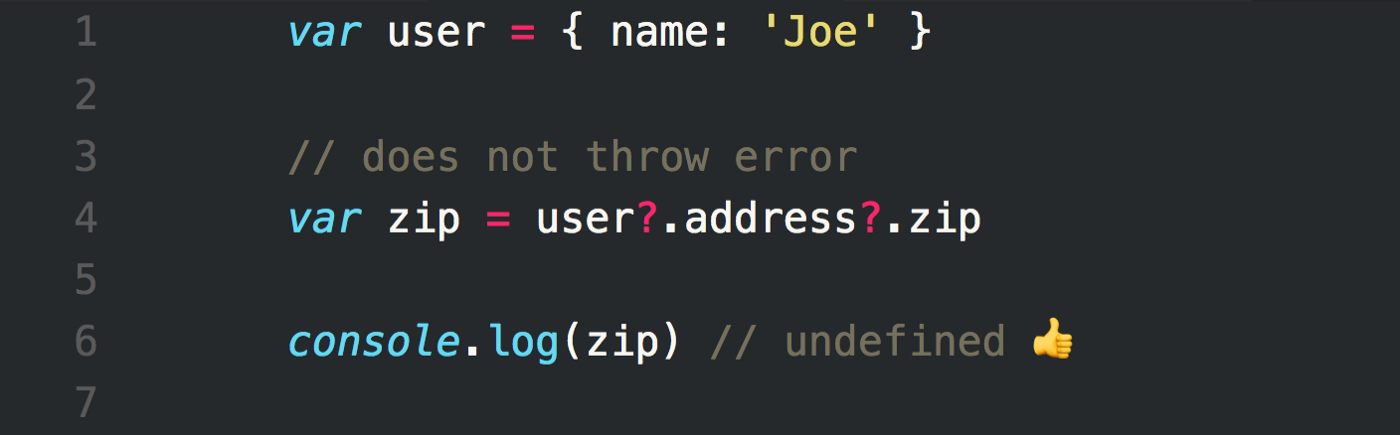 1 var user = { name: 'Joe' }
2
3 // does not throw error
4 var zip = user?.address?.zip
5
6 console.log(zip) // undefined 👍
7